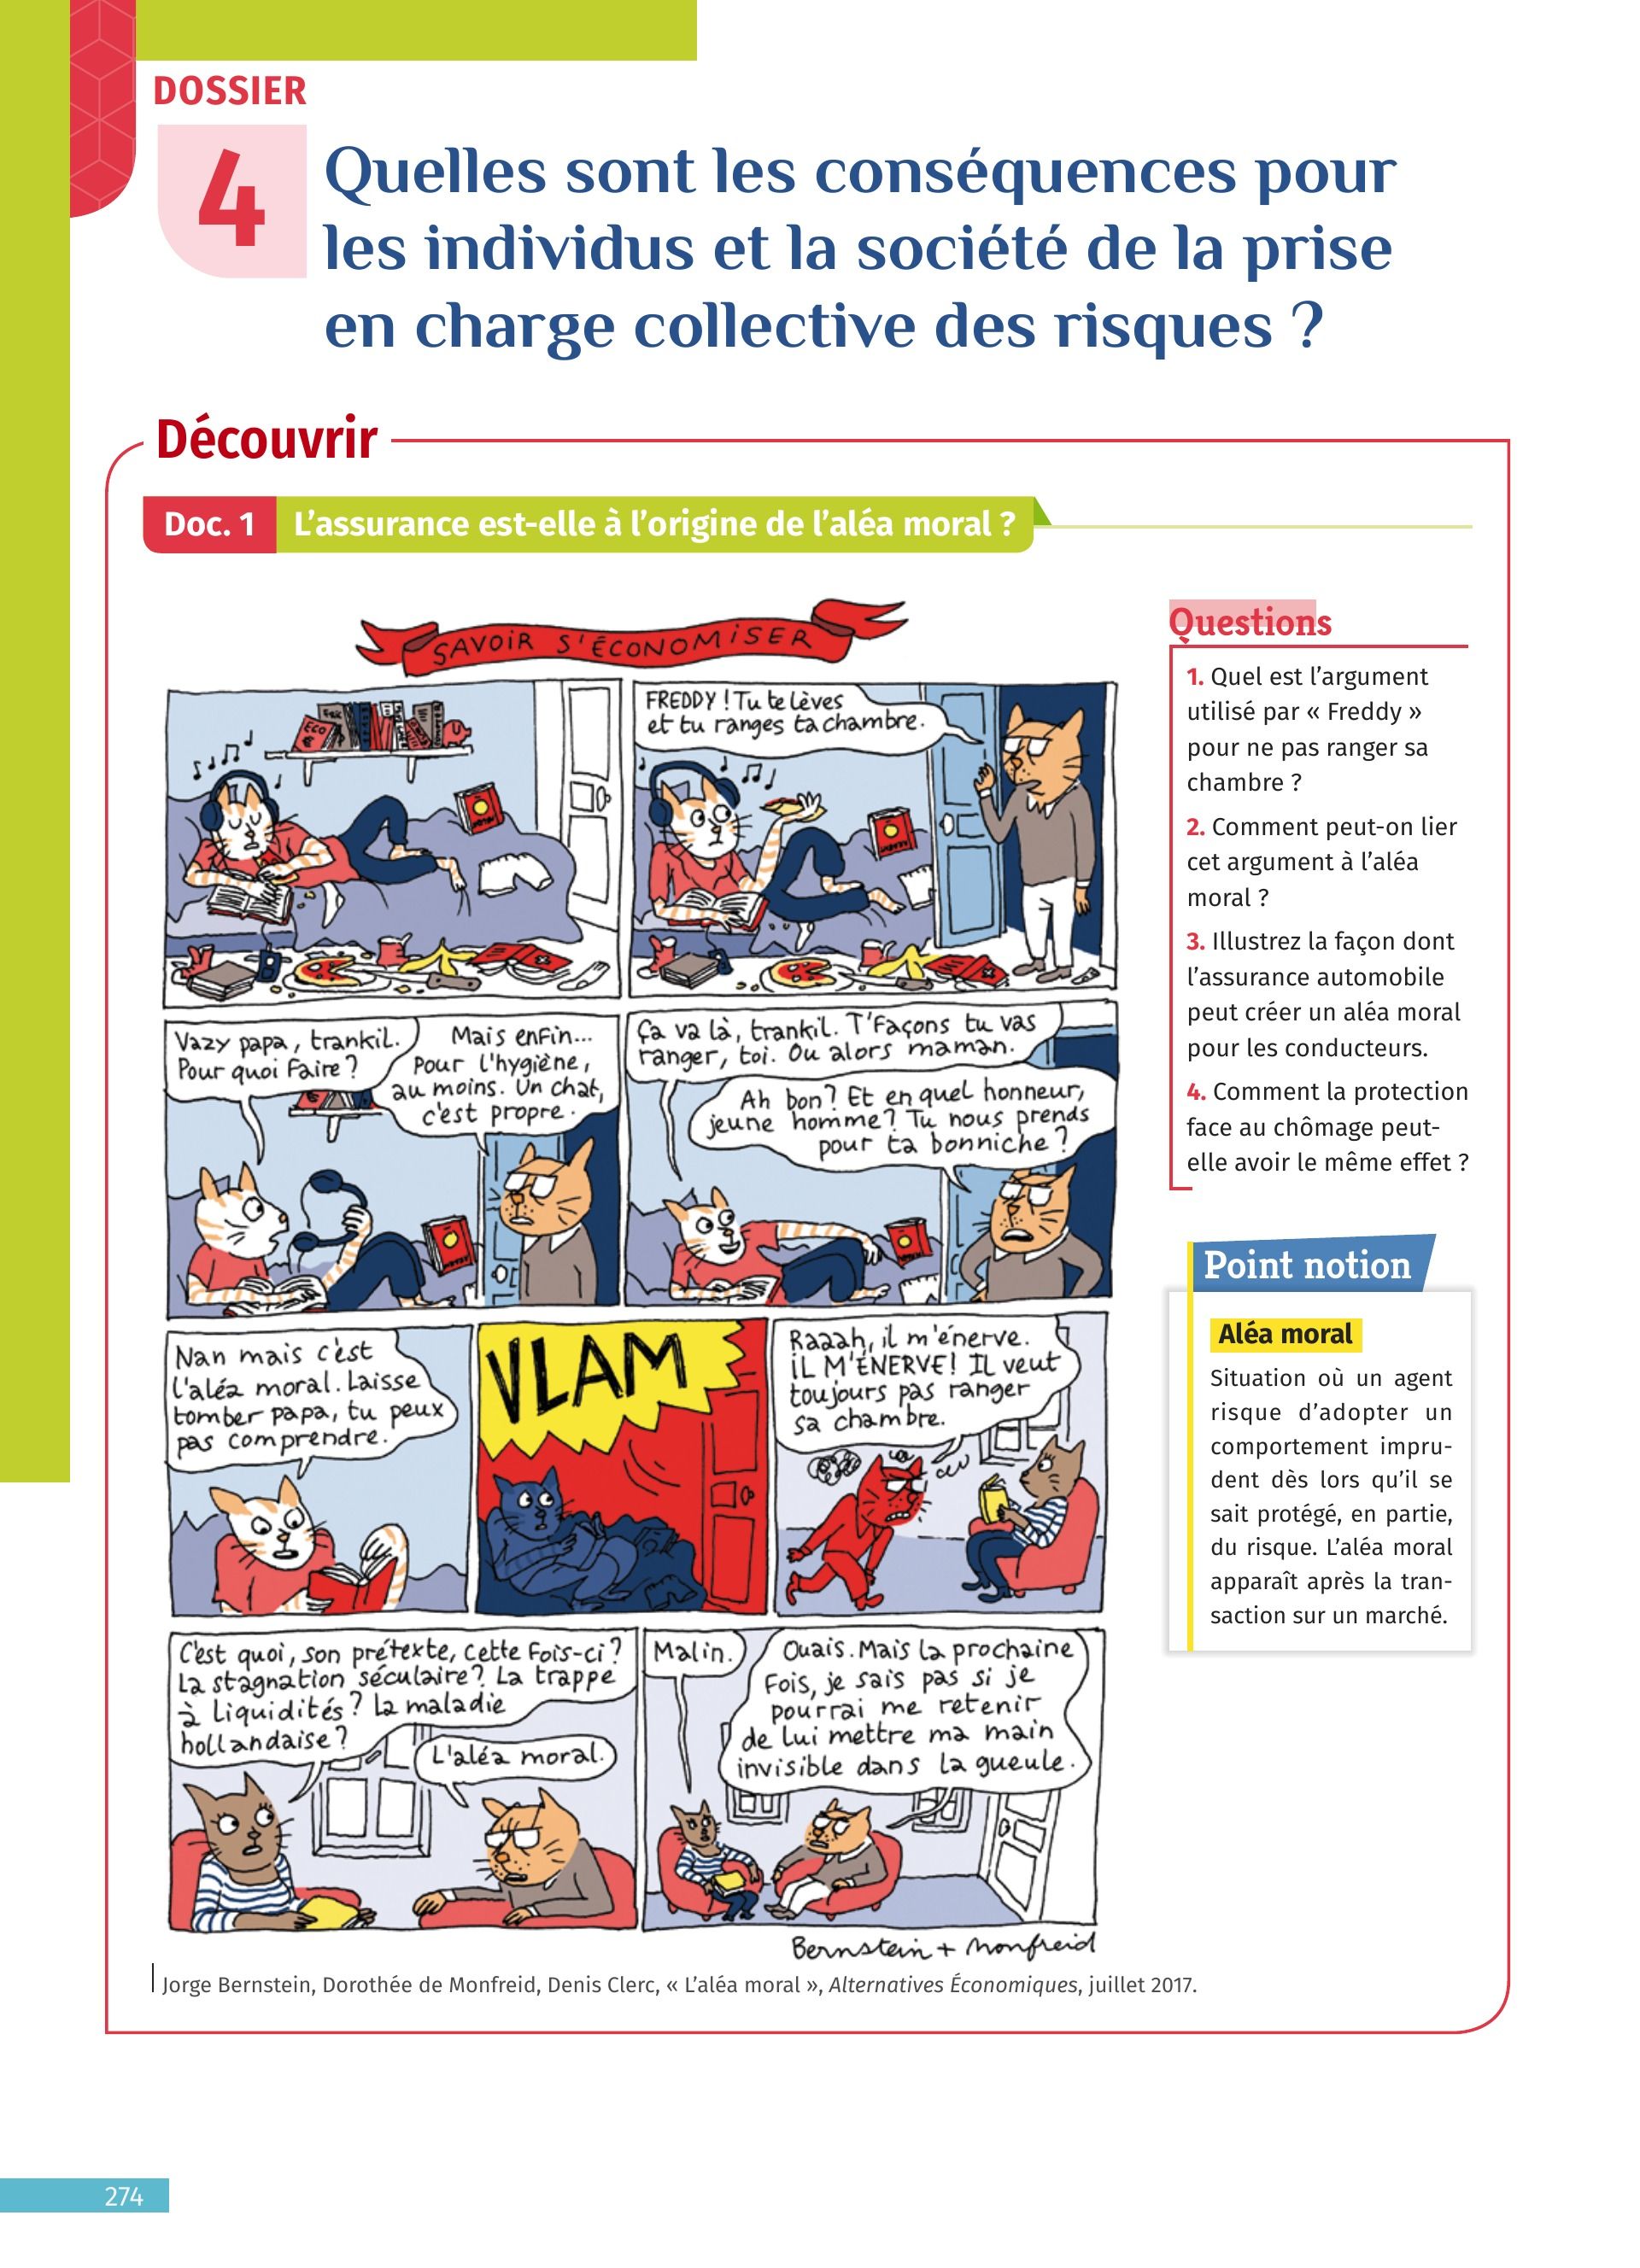 DOSSIER
4
Quelles sont les conséquences pour
les individus et la société de la prise
en charge collective des risques ?
Découvrir
Doc. 1 L’assurance est-elle à l’origine de l’aléa moral ?
SAVOIR S'ÉCONOMISER
ECO
FREDDY ! Tu te lèves
et tu ranges ta chambre.
Vazy papa, trankil.
Pour quoi faire ?
Mais enfin...
Pour l'hygiène,
au moins. Un chat,
c'est propre.
Ça va là, trankil. T'façons tu vas
ranger, toi. Ou alors maman.
Ah bon ? Et en quel honneur,
jeune homme ? Tu nous prends
pour ta bonniche ?
Nan mais c'est
l'aléa moral. Laisse
tomber papa, tu peux
pas comprendre.
VLAM
Raaah, il m'énerve.
IL M'ÉNERVE ! IL veut
toujours pas ranger
sa chambre.
C'est quoi, son prétexte, cette fois-ci ?
La stagnation séculaire ? La trappe
à liquidités ? La maladie
hollandaise ?
L'aléa moral.
Malin.
Ouais. Mais la prochaine
fois, je sais pas si je
pourrai me retenir
de lui mettre ma main
invisible dans la gueule.
Bernstein + Monfreid
Jorge Bernstein, Dorothée de Monfreid, Denis Clerc, « L’aléa moral », Alternatives Économiques, juillet 2017.
Questions
1. Quel est l’argument
utilisé par « Freddy »
pour ne pas ranger sa
chambre ?
2. Comment peut-on lier
cet argument à l’aléa
moral ?
3. Illustrez la façon dont
l’assurance automobile
peut créer un aléa moral
pour les conducteurs.
4. Comment la protection
face au chômage peut-
elle avoir le même effet ?
Point notion
Aléa moral
Situation où un agent
risque d’adopter un
comportement impru-
dent dès lors qu’il se
sait protégé, en partie,
du risque. L’aléa moral
apparaît après la tran-
saction sur un marché.
274